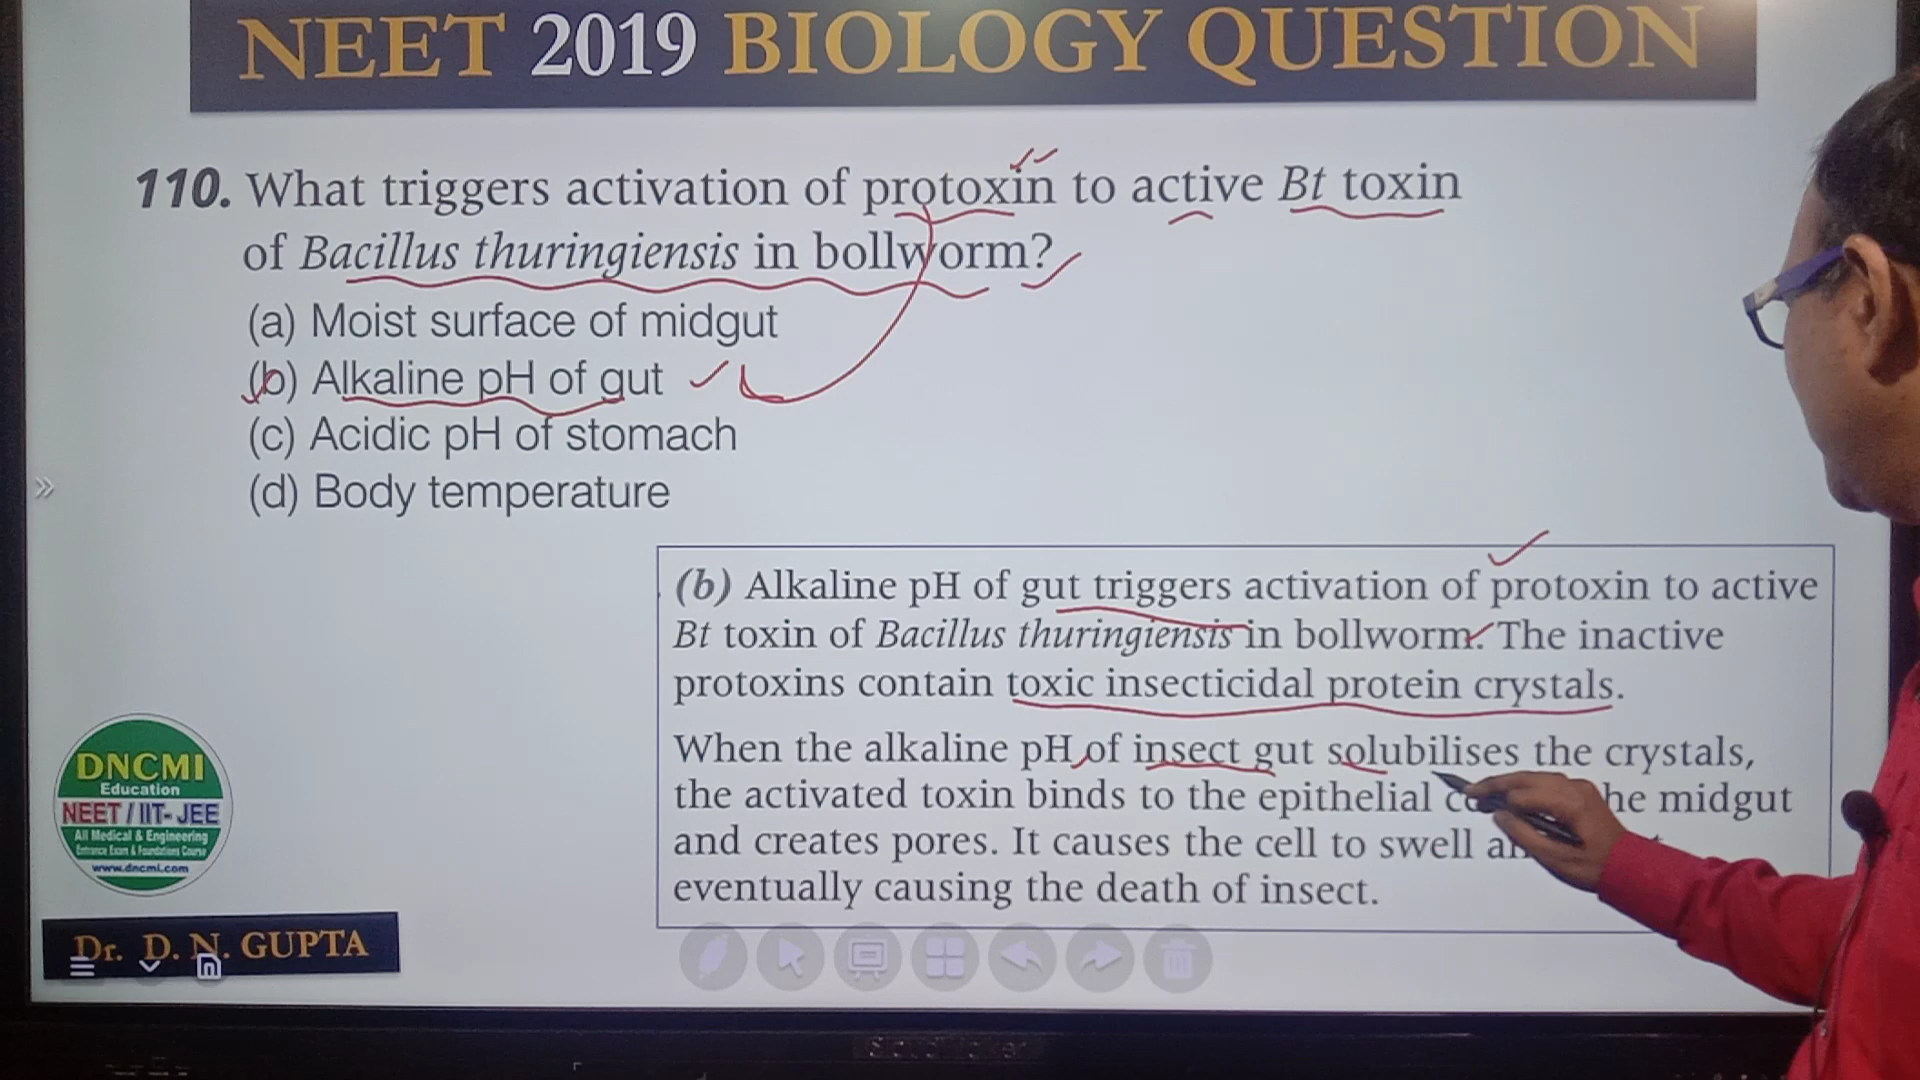 NEET 2019 BIOLOGY QUESTION
110. What triggers activation of protoxin to active Bt toxin
of Bacillus thuringiensis in bollworm?
(a) Moist surface of midgut
(b) Alkaline pH of gut
(c) Acidic pH of stomach
(d) Body temperature
(b) Alkaline pH of gut triggers activation of protoxin to active
Bt toxin of Bacillus thuringiensis in bollworm. The inactive
protoxins contain toxic insecticidal protein crystals.
When the alkaline pH of insect gut solubilises the crystals,
the activated toxin binds to the epithelial he midgut
and creates pores. It causes the cell to swell
eventually causing the death of insect.
DNCMI
Education
NEET / IIT-JEE
All Medical & Engineering
Entrance Exam & Foundations Course
www.dncmi.com
Dr. D. N. GUPTA